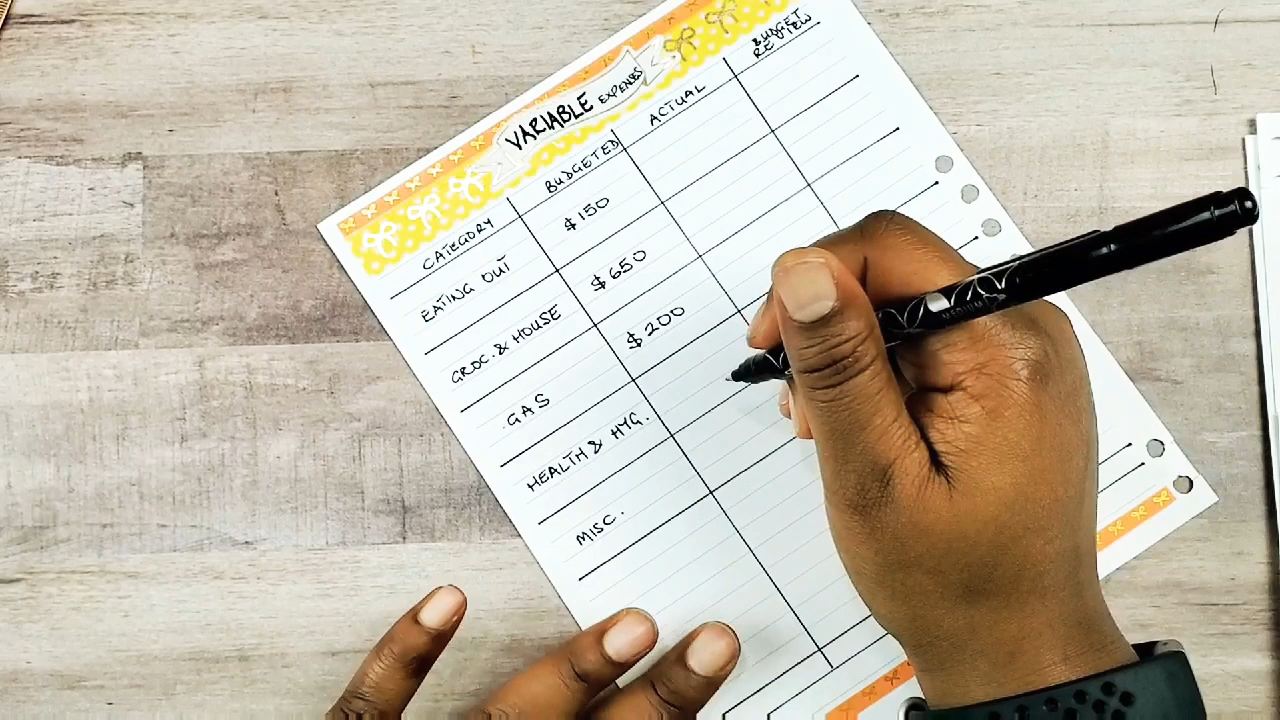 VARIABLE EXPENSES
CATEGORY BUDGETED ACTUAL BUDGET REVIEW
EATING OUT $150
GROC. & HOUSE $650
GAS $200
HEALTH & HYG.
MISC.
MEDIUM